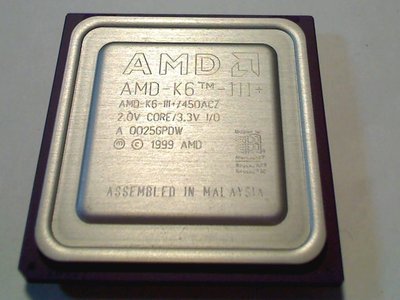 AMD
AMD-K6™-III+
AMD-K6-III+/450ACZ
2.0V CORE/3.3V I/O
A 0025GPDW
ⓜ © 1999 AMD
ASSEMBLED IN MALAYSIA